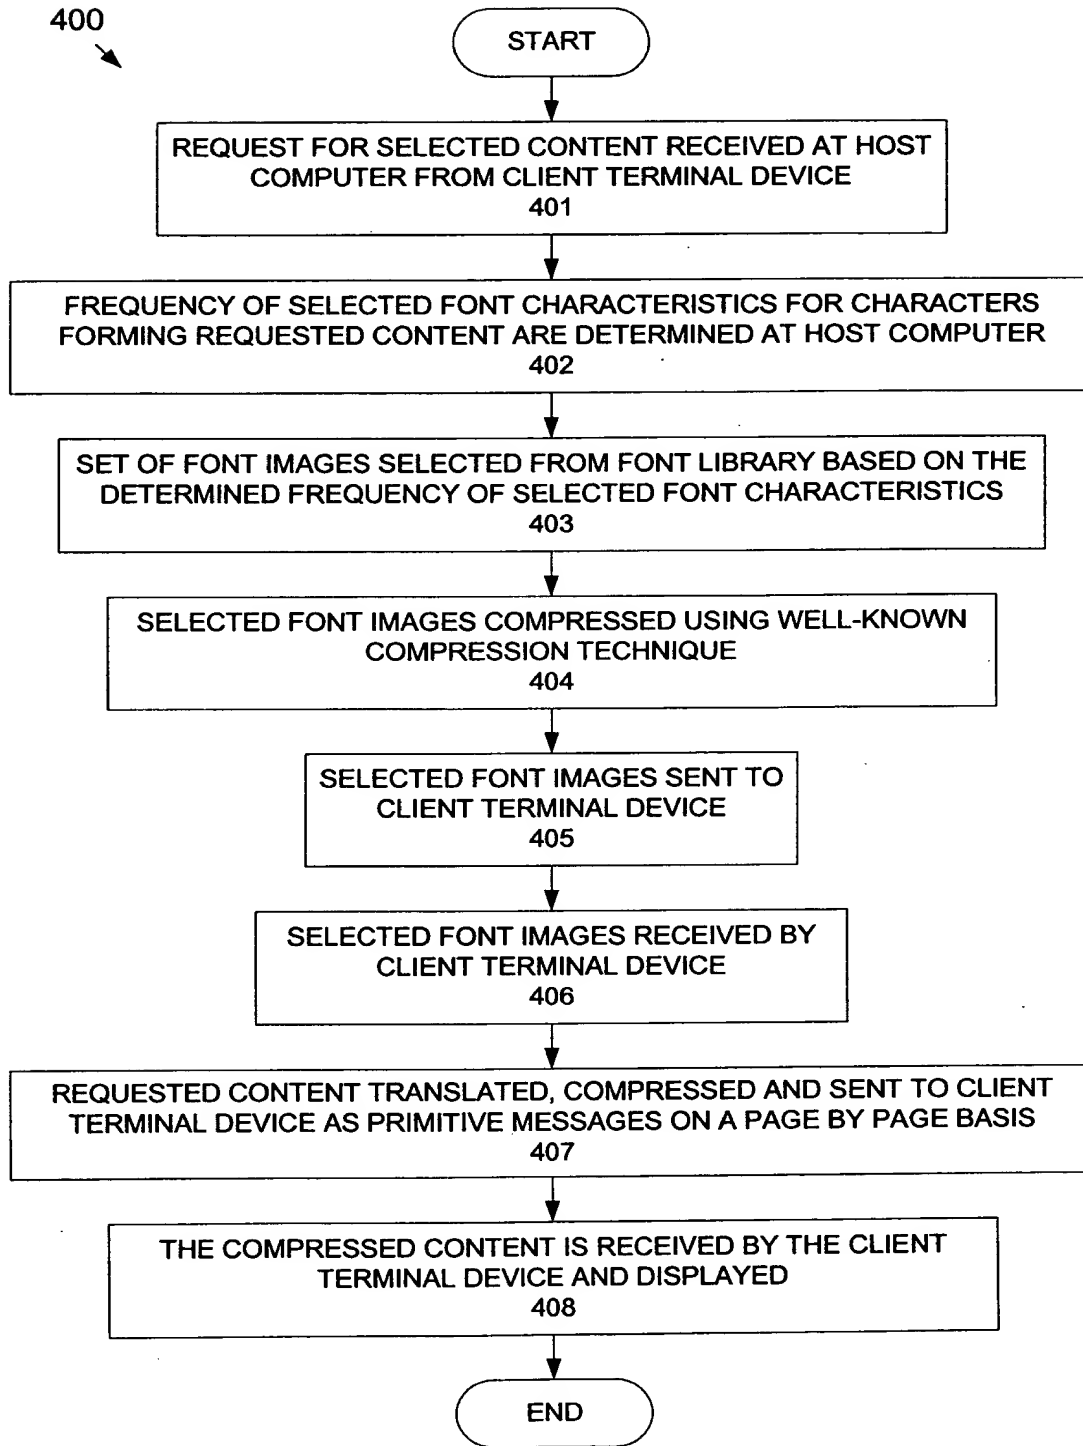 400
START
REQUEST FOR SELECTED CONTENT RECEIVED AT HOST
COMPUTER FROM CLIENT TERMINAL DEVICE
401
FREQUENCY OF SELECTED FONT CHARACTERISTICS FOR CHARACTERS
FORMING REQUESTED CONTENT ARE DETERMINED AT HOST COMPUTER
402
SET OF FONT IMAGES SELECTED FROM FONT LIBRARY BASED ON THE
DETERMINED FREQUENCY OF SELECTED FONT CHARACTERISTICS
403
SELECTED FONT IMAGES COMPRESSED USING WELL-KNOWN
COMPRESSION TECHNIQUE
404
SELECTED FONT IMAGES SENT TO
CLIENT TERMINAL DEVICE
405
SELECTED FONT IMAGES RECEIVED BY
CLIENT TERMINAL DEVICE
406
REQUESTED CONTENT TRANSLATED, COMPRESSED AND SENT TO CLIENT
TERMINAL DEVICE AS PRIMITIVE MESSAGES ON A PAGE BY PAGE BASIS
407
THE COMPRESSED CONTENT IS RECEIVED BY THE CLIENT
TERMINAL DEVICE AND DISPLAYED
408
END